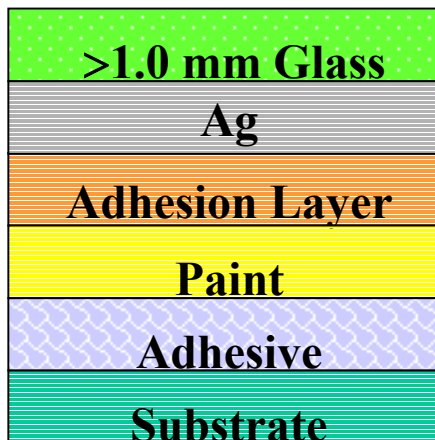 >1.0 mm Glass
Ag
Adhesion Layer
Paint
Adhesive
Substrate